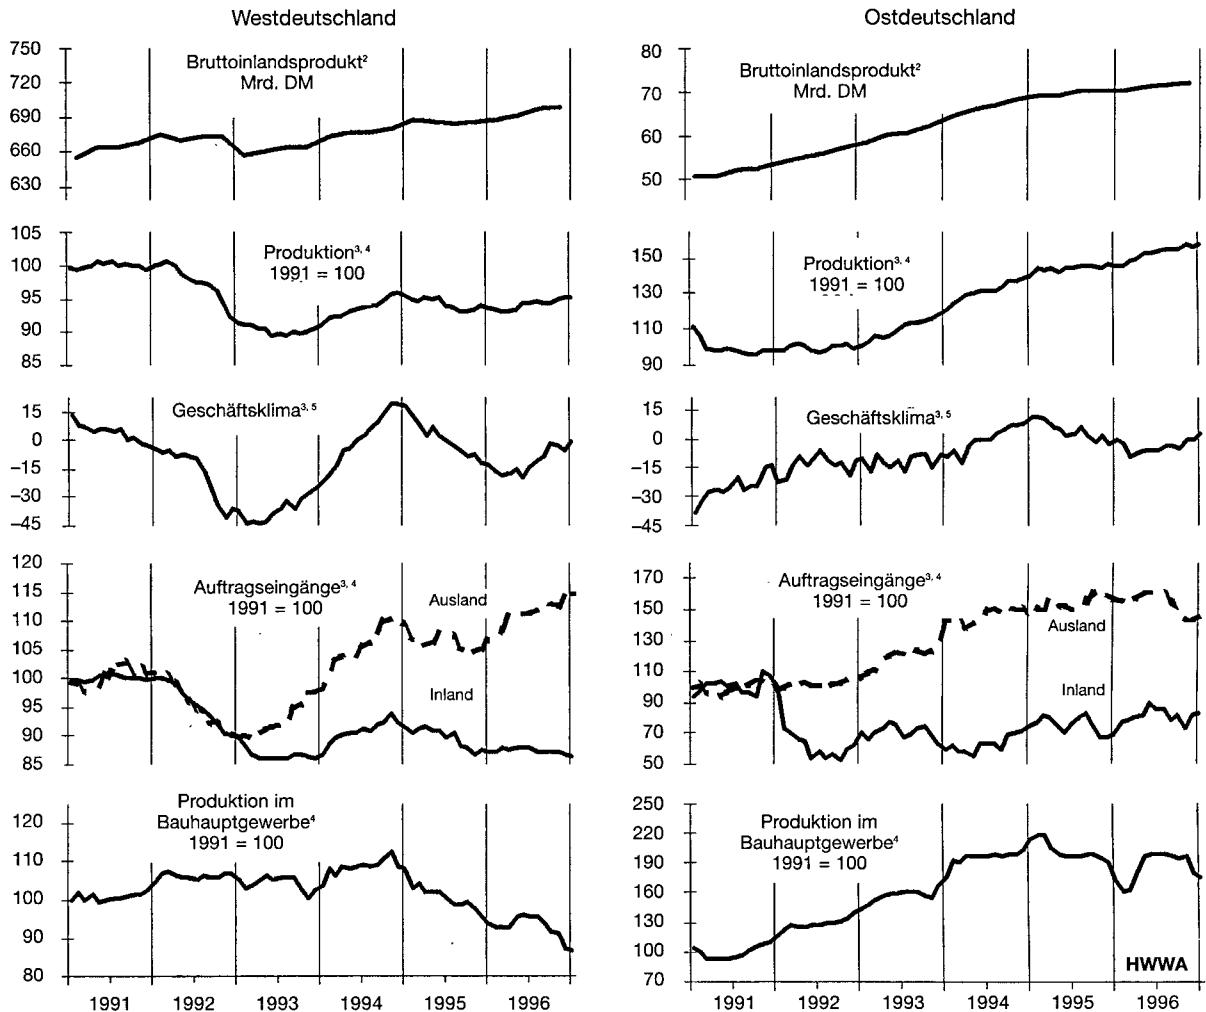 Westdeutschland
750
720
690
660
630
Bruttoinlandsprodukt²
Mrd. DM
105
100
95
90
85
Produktion³,⁴
1991 = 100
15
0
–15
–30
–45
Geschäftsklima³,⁵
120
115
110
105
100
95
90
85
Auftragseingänge³,⁴
1991 = 100
Ausland
Inland
120
110
100
90
80
Produktion im
Bauhauptgewerbe⁴
1991 = 100
1991 1992 1993 1994 1995 1996
Ostdeutschland
80
70
60
50
Bruttoinlandsprodukt²
Mrd. DM
150
130
110
90
Produktion³,⁴
1991 = 100
15
0
–15
–30
–45
Geschäftsklima³,⁵
170
150
130
110
90
70
50
Auftragseingänge³,⁴
1991 = 100
Ausland
Inland
250
220
190
160
130
100
70
Produktion im
Bauhauptgewerbe⁴
1991 = 100
HWWA
1991 1992 1993 1994 1995 1996